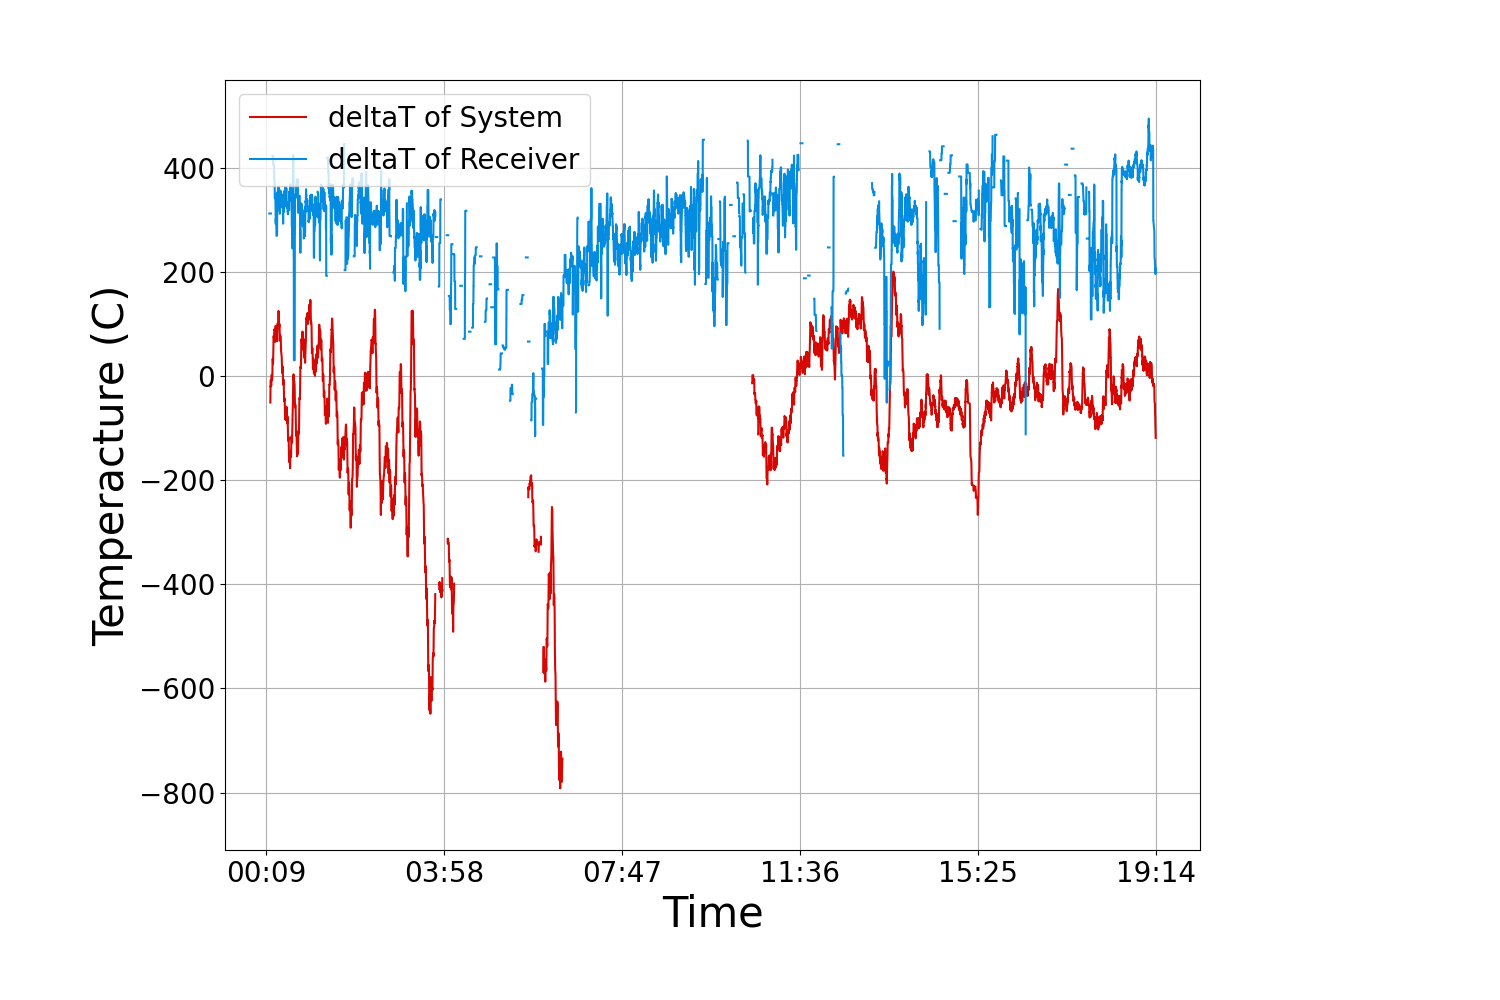 deltaT of System
deltaT of Receiver
400
200
0
−200
−400
−600
−800
Temperacture (C)
00:09 03:58 07:47 11:36 15:25 19:14
Time